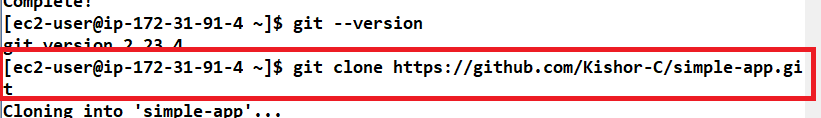 Complete!
[ec2-user@ip-172-31-91-4 ~]$ git --version
git version 2.23.4
[ec2-user@ip-172-31-91-4 ~]$ git clone https://github.com/Kishor-C/simple-app.gi
t
Cloning into 'simple-app'...